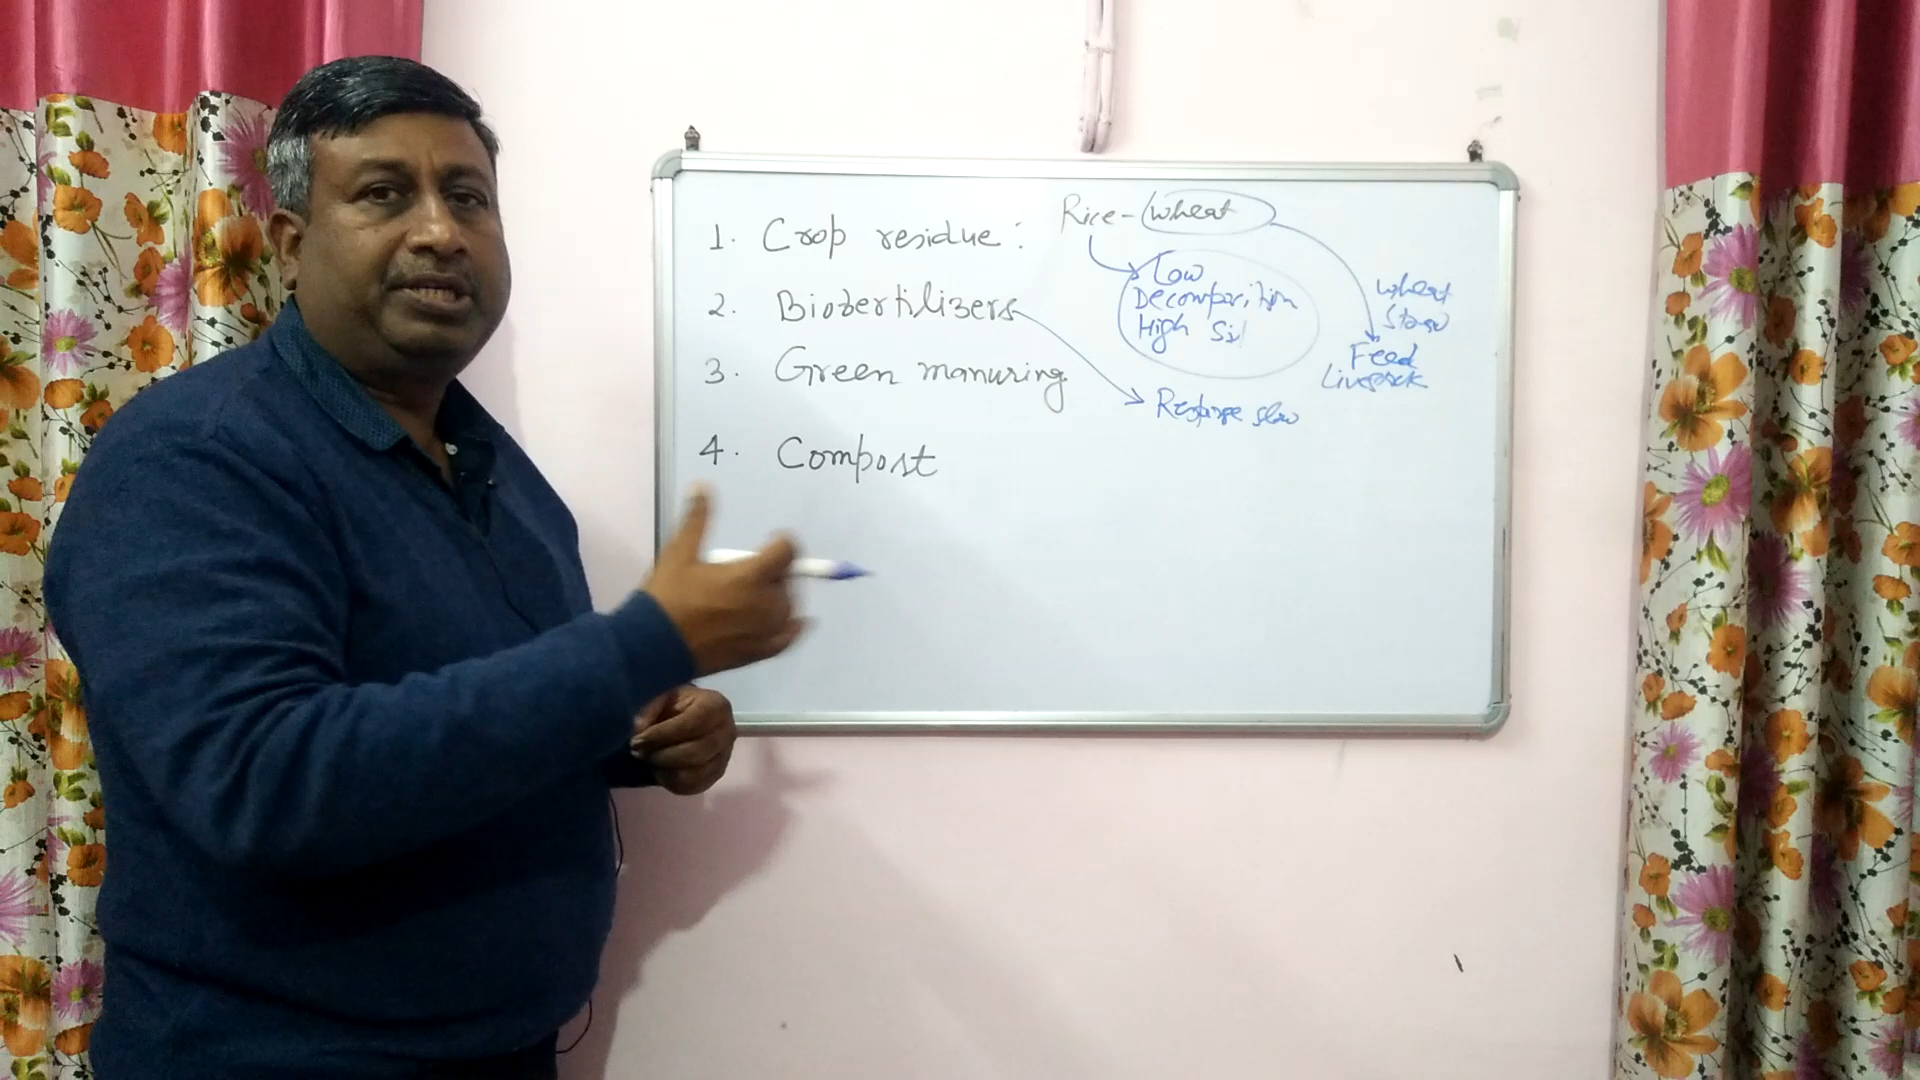 1. Crop residue :
Rice - wheat
Low
Decomposition
High Si
wheat
straw
Feed
Livestock
2. Biofertilizers
Response slow
3. Green manuring
4. Compost